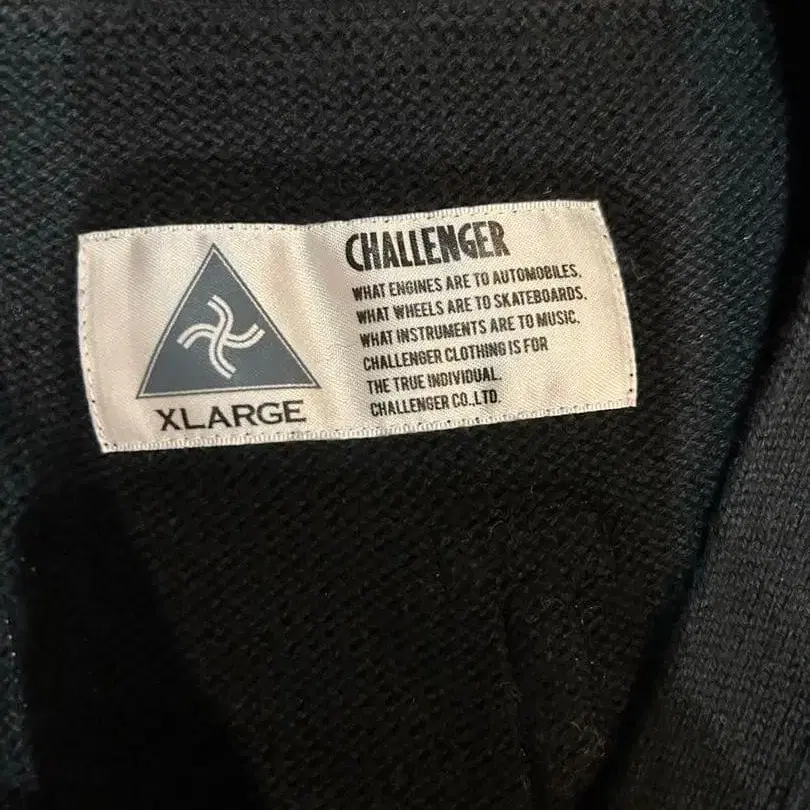 CHALLENGER
WHAT ENGINES ARE TO AUTOMOBILES.
WHAT WHEELS ARE TO SKATEBOARDS.
WHAT INSTRUMENTS ARE TO MUSIC.
CHALLENGER CLOTHING IS FOR
THE TRUE INDIVIDUAL.
CHALLENGER CO.,LTD.
XLARGE